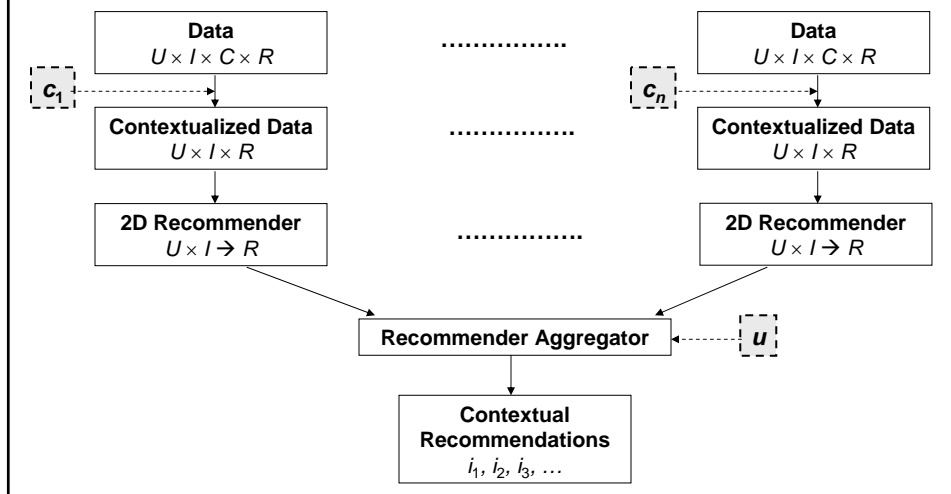 Data ................ Data
U × I × C × R U × I × C × R
c₁ cₙ
Contextualized Data ................ Contextualized Data
U × I × R U × I × R
2D Recommender ................ 2D Recommender
U × I → R U × I → R
Recommender Aggregator u
Contextual
Recommendations
i₁, i₂, i₃, …